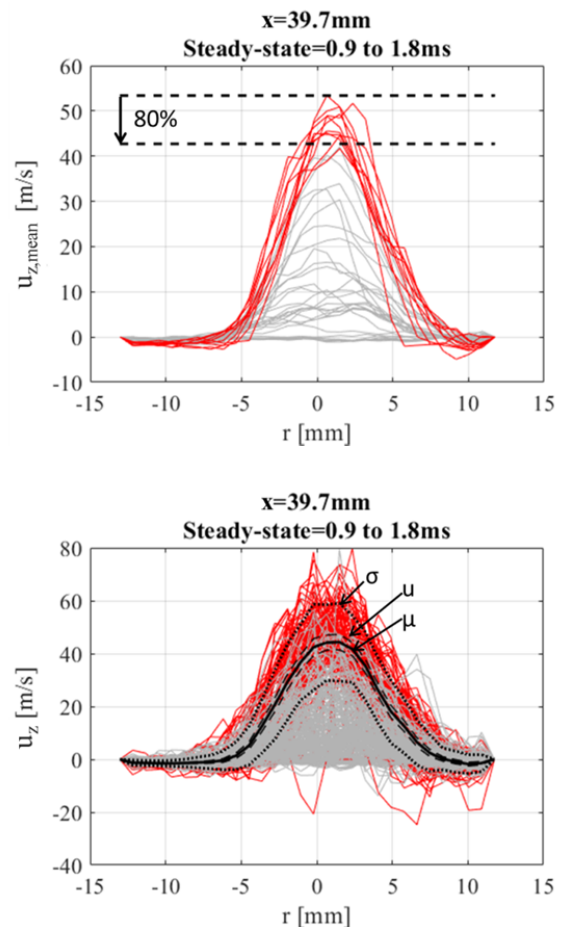 x=39.7mm
Steady-state=0.9 to 1.8ms
60
50
40
30
20
10
0
-10
80%
u_z,mean [m/s]
-15
-10
-5
0
5
10
15
r [mm]
x=39.7mm
Steady-state=0.9 to 1.8ms
80
60
40
20
0
-20
-40
σ
u
μ
u_z [m/s]
-15
-10
-5
0
5
10
15
r [mm]